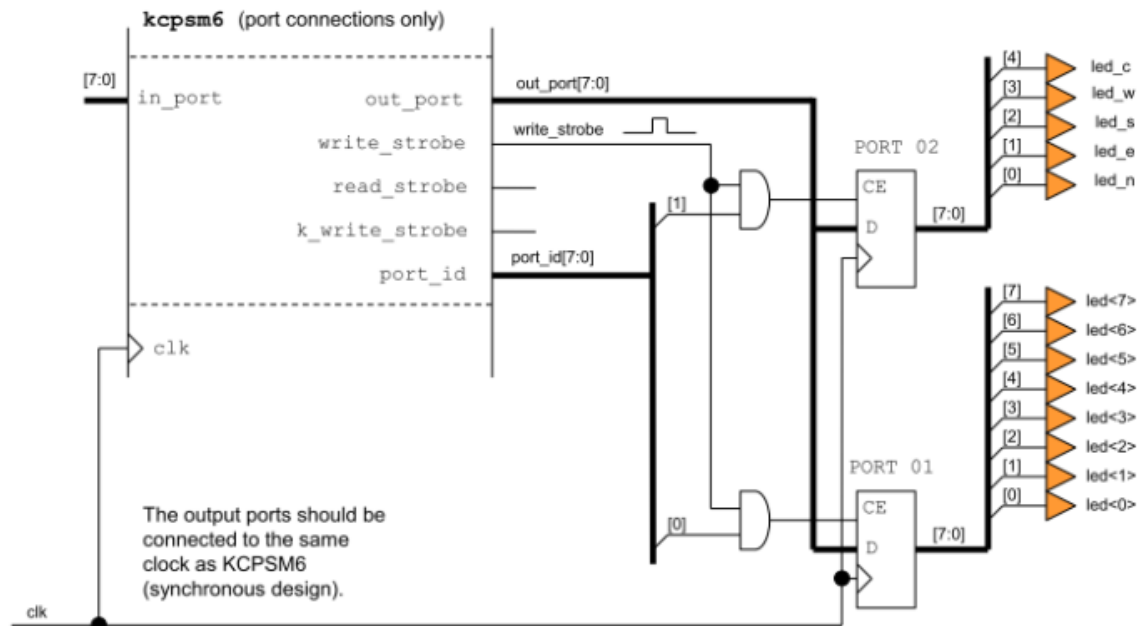 kcpsm6 (port connections only)
[7:0]
in_port
out_port
out_port[7:0]
write_strobe
write_strobe
read_strobe
k_write_strobe
port_id
port_id[7:0]
clk
[1]
[0]
PORT 02
CE
D
[7:0]
[4] led_c
[3] led_w
[2] led_s
[1] led_e
[0] led_n
PORT 01
CE
D
[7:0]
[7] led<7>
[6] led<6>
[5] led<5>
[4] led<4>
[3] led<3>
[2] led<2>
[1] led<1>
[0] led<0>
The output ports should be
connected to the same
clock as KCPSM6
(synchronous design).
clk